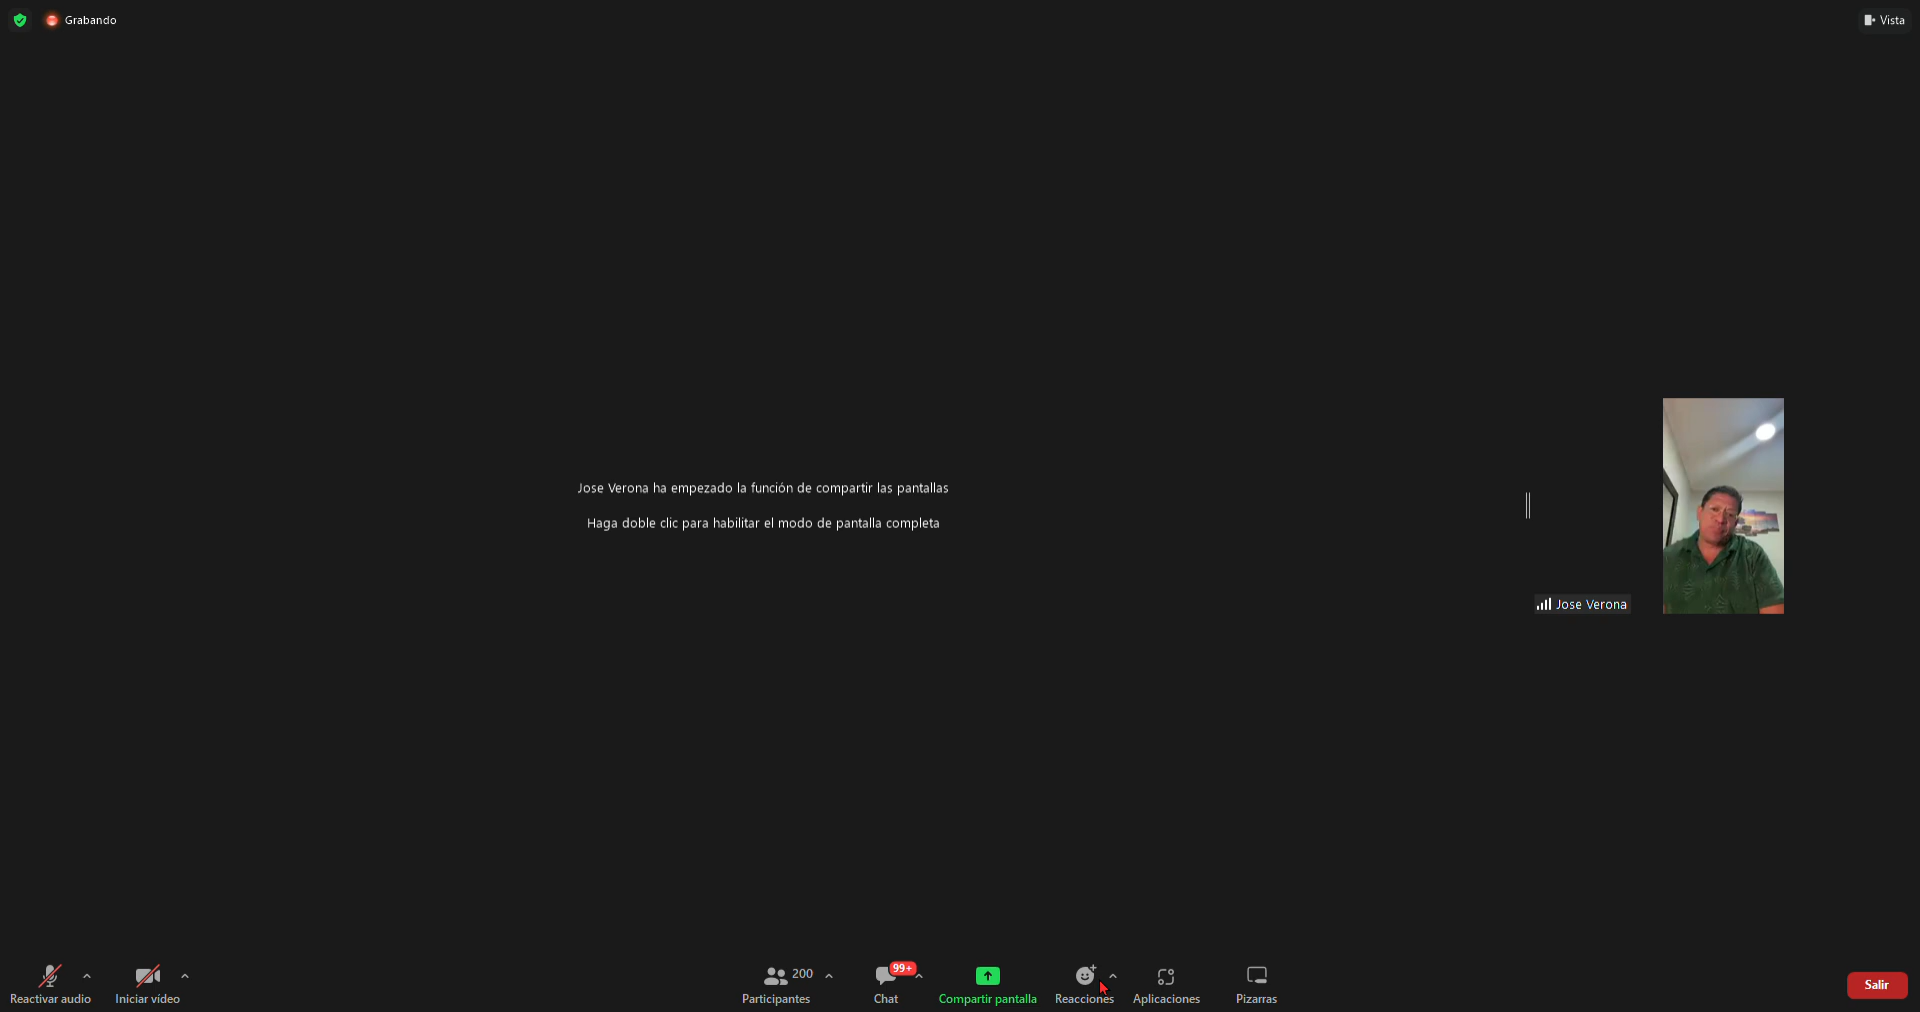 Grabando
Vista
Jose Verona ha empezado la función de compartir las pantallas
Haga doble clic para habilitar el modo de pantalla completa
Jose Verona
200
99+
Reactivar audio
Iniciar vídeo
Participantes
Chat
Compartir pantalla
Reacciones
Aplicaciones
Pizarras
Salir